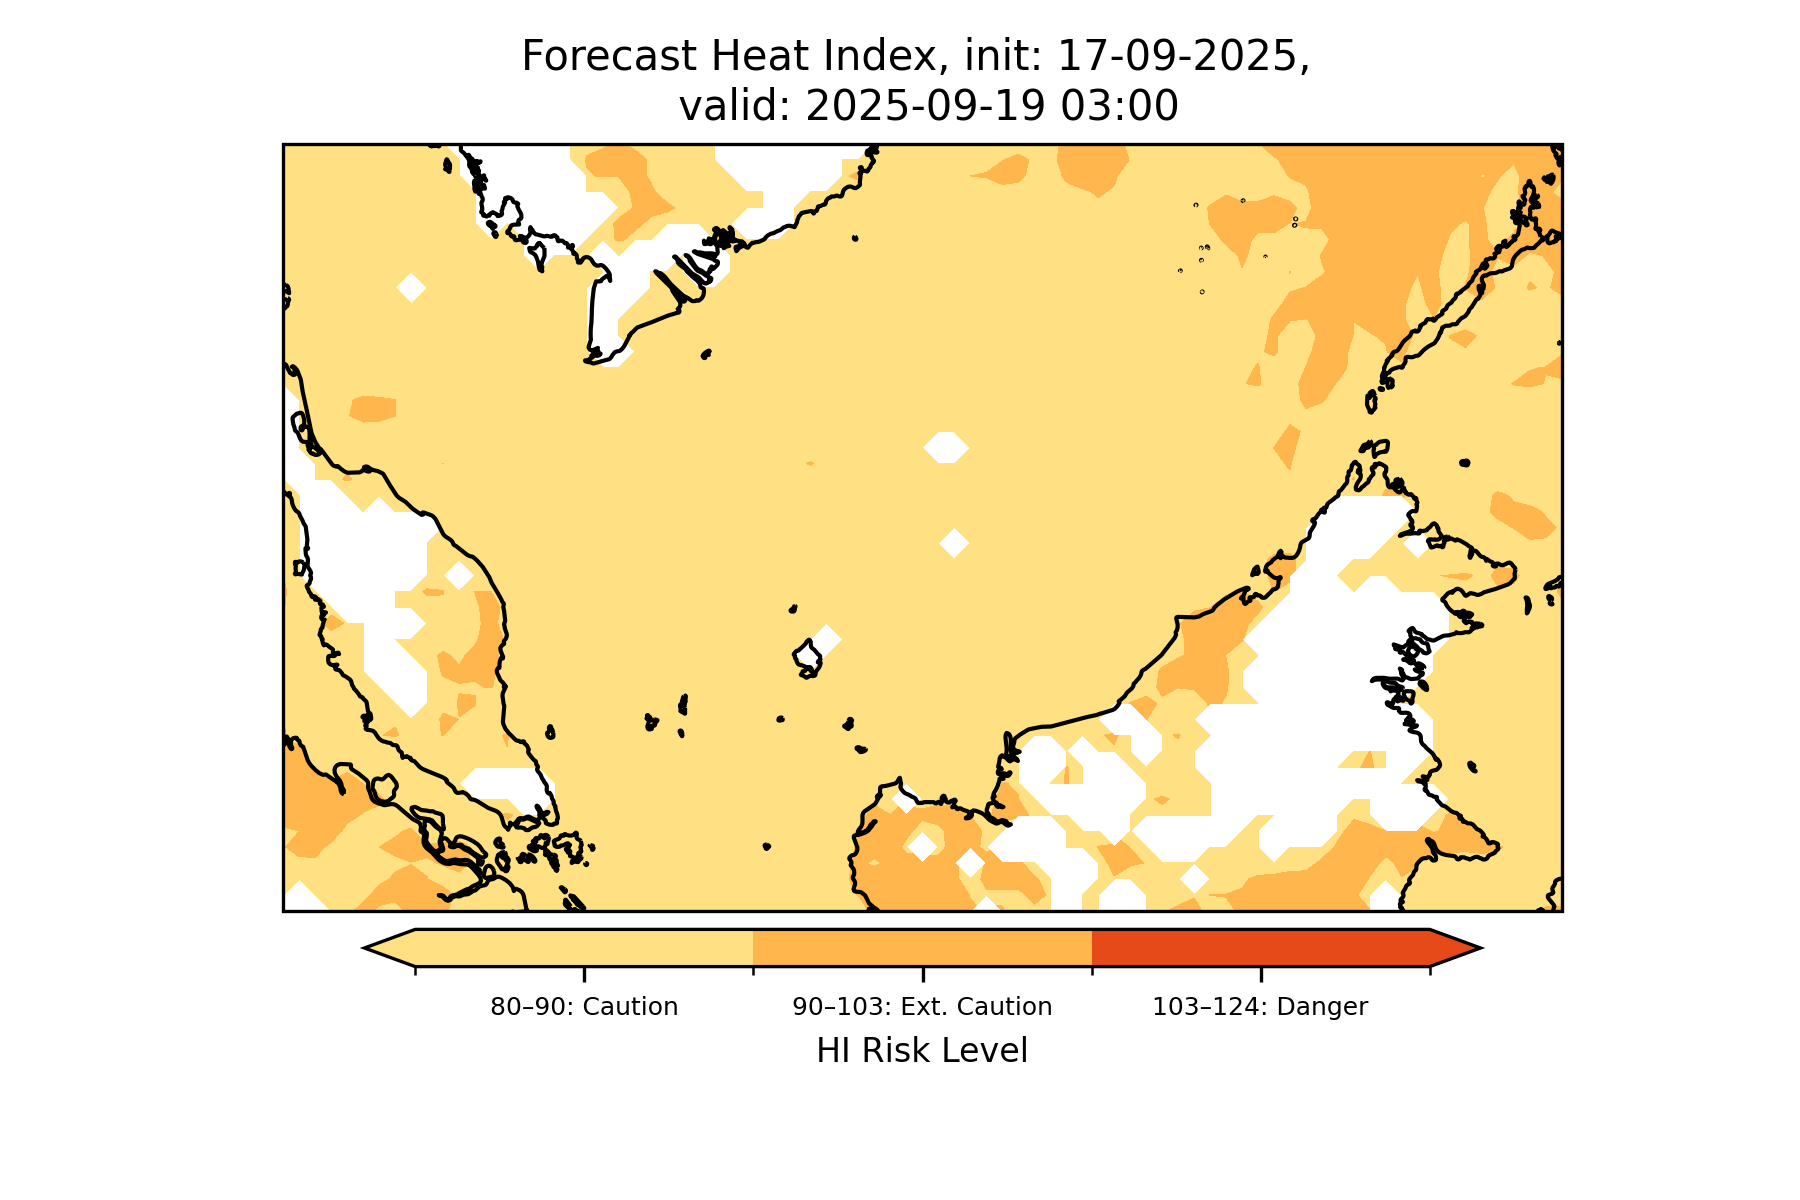 Forecast Heat Index, init: 17-09-2025,
valid: 2025-09-19 03:00
80–90: Caution
90–103: Ext. Caution
103–124: Danger
HI Risk Level